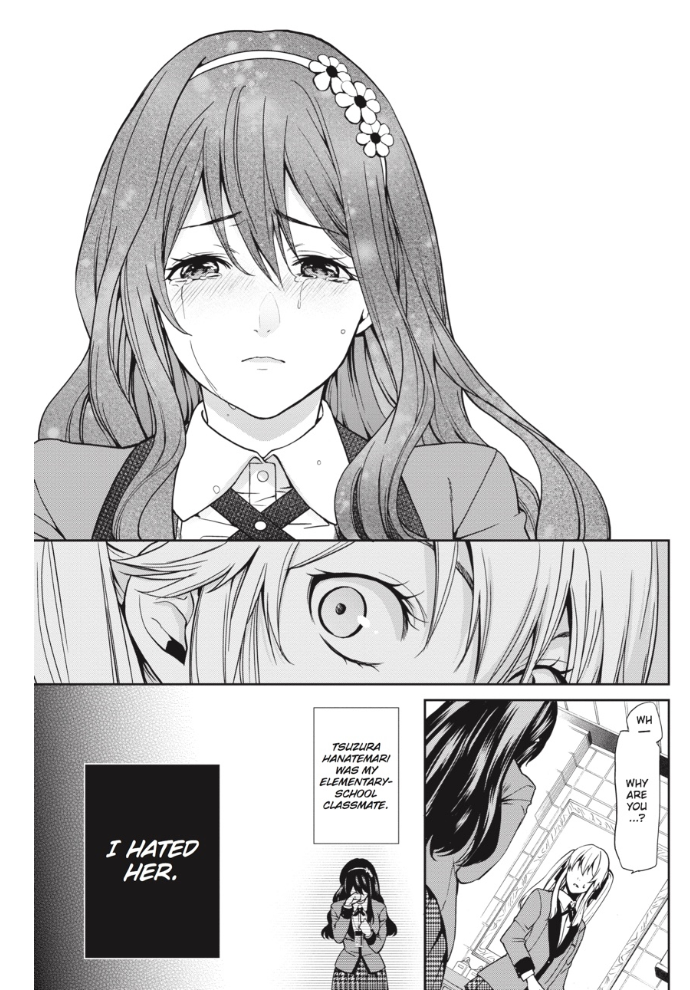 WH
WHY
ARE
YOU
...?
TSUZURA
HANATEMARI
WAS MY
ELEMENTARY-
SCHOOL
CLASSMATE.
I HATED
HER.